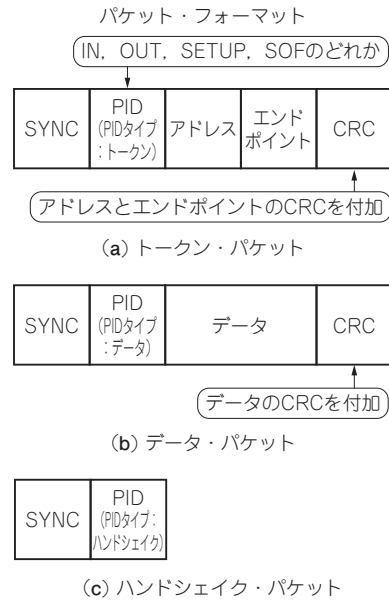 パケット・フォーマット
IN，OUT，SETUP，SOFのどれか
SYNC
PID
(PIDタイプ
:トークン)
アドレス
エンド
ポイント
CRC
アドレスとエンドポイントのCRCを付加
(a) トークン・パケット
SYNC
PID
(PIDタイプ
:データ)
データ
CRC
データのCRCを付加
(b) データ・パケット
SYNC
PID
(PIDタイプ:
ハンドシェイク)
(c) ハンドシェイク・パケット